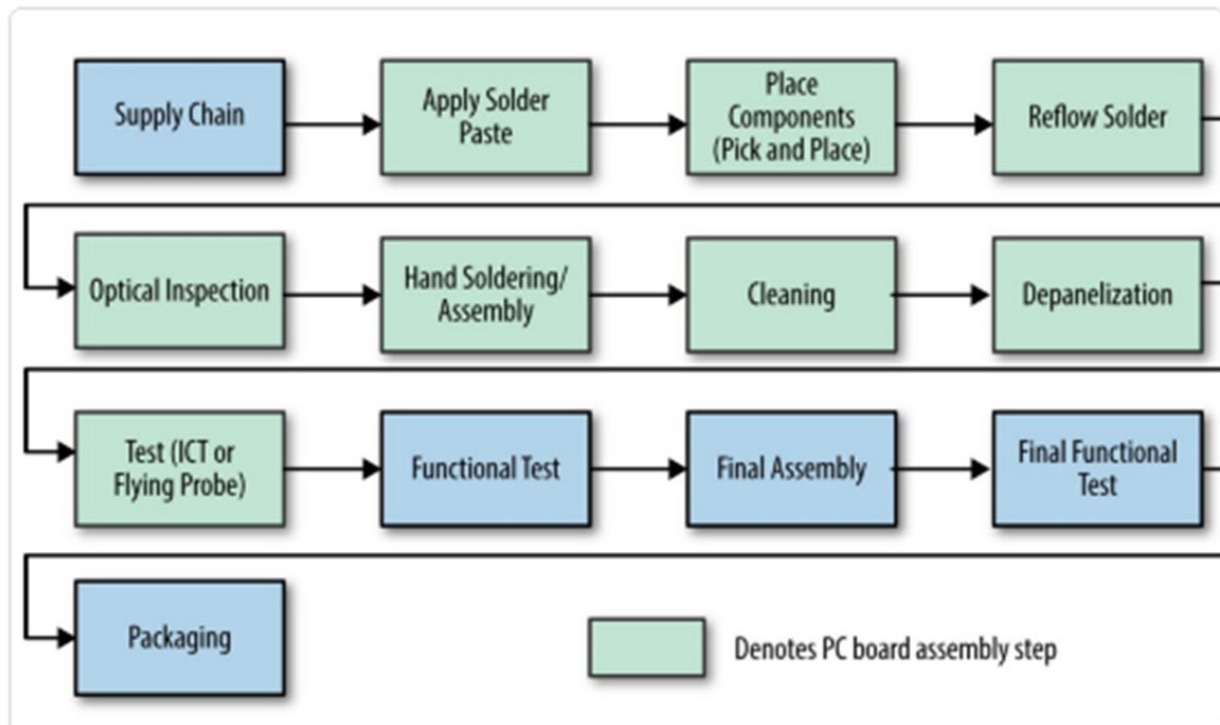 Supply Chain
Apply Solder
Paste
Place
Components
(Pick and Place)
Reflow Solder
Optical Inspection
Hand Soldering/
Assembly
Cleaning
Depanelization
Test (ICT or
Flying Probe)
Functional Test
Final Assembly
Final Functional
Test
Packaging
Denotes PC board assembly step